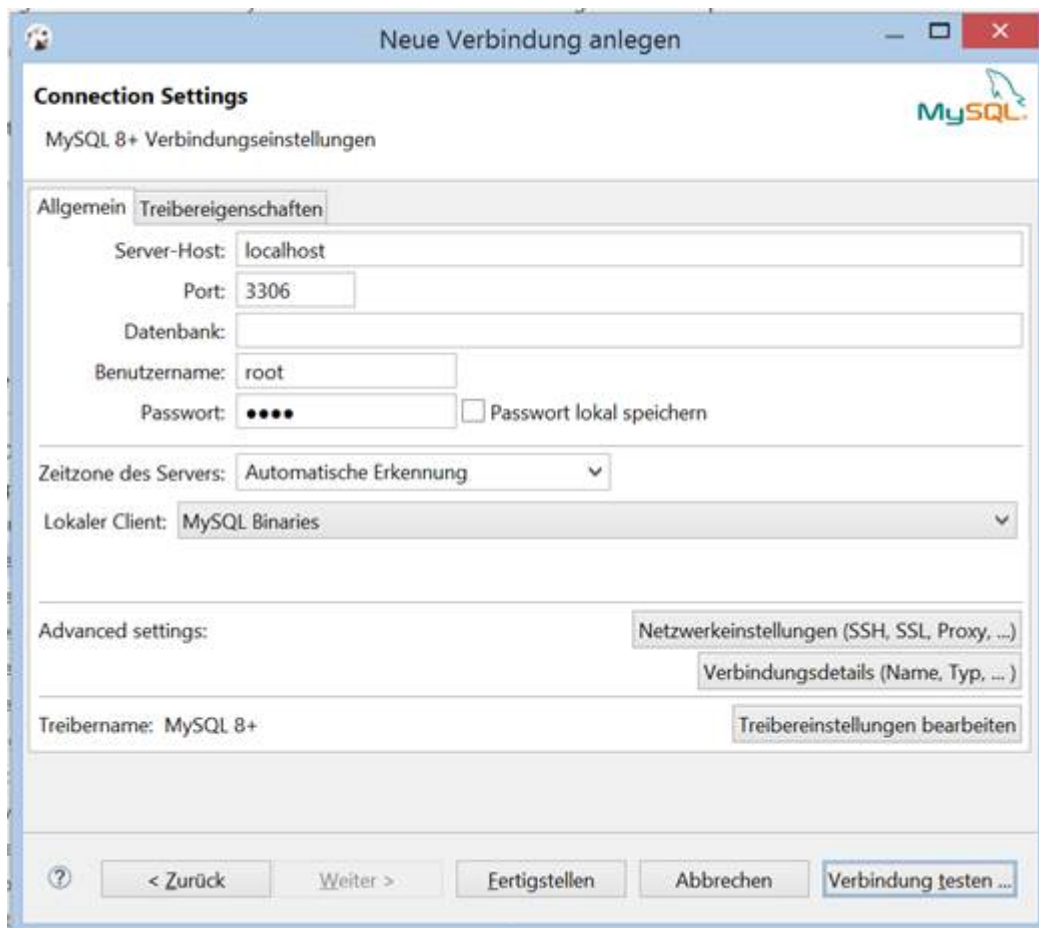 Neue Verbindung anlegen
Connection Settings
MySQL
MySQL 8+ Verbindungseinstellungen
Allgemein Treibereigenschaften
Server-Host: localhost
Port: 3306
Datenbank:
Benutzername: root
Passwort: •••• Passwort lokal speichern
Zeitzone des Servers: Automatische Erkennung
Lokaler Client: MySQL Binaries
Advanced settings: Netzwerkeinstellungen (SSH, SSL, Proxy, ...)
Verbindungsdetails (Name, Typ, ... )
Treibername: MySQL 8+ Treibereinstellungen bearbeiten
? < Zurück Weiter > Fertigstellen Abbrechen Verbindung testen ...